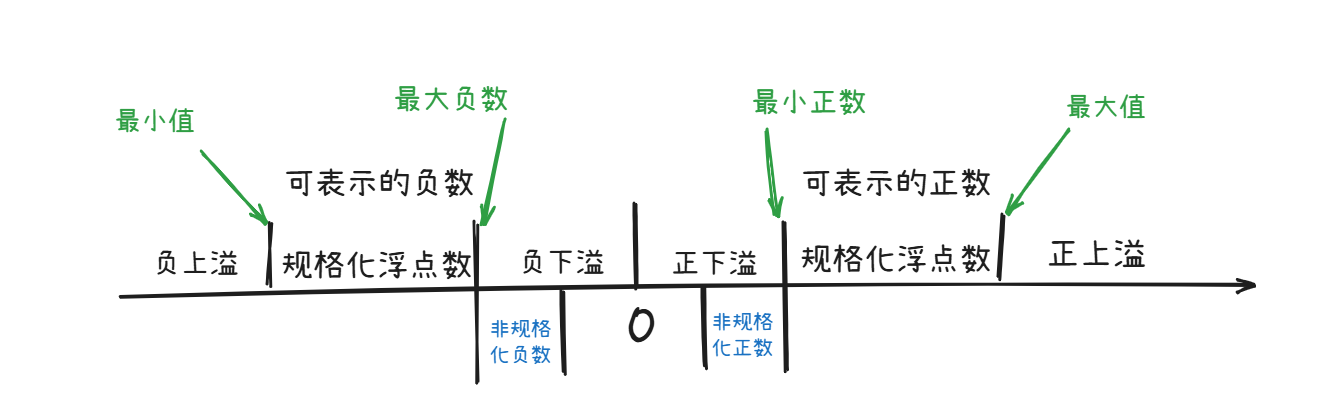 最大负数
最小正数
最大值
最小值
可表示的负数
可表示的正数
负上溢
规格化浮点数
负下溢
正下溢
规格化浮点数
正上溢
非规格
化负数
0
非规格
化正数